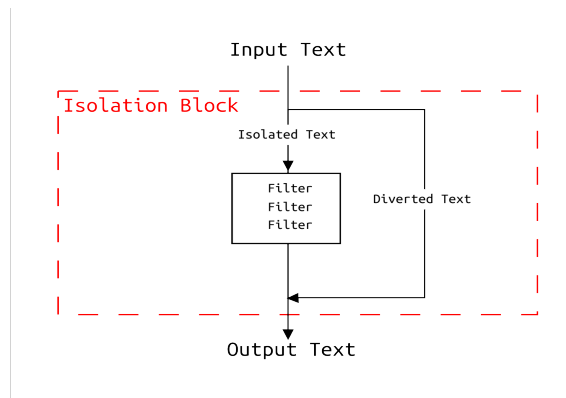 Input Text
Isolation Block
Isolated Text
Filter
Diverted Text
Filter
Filter
Output Text